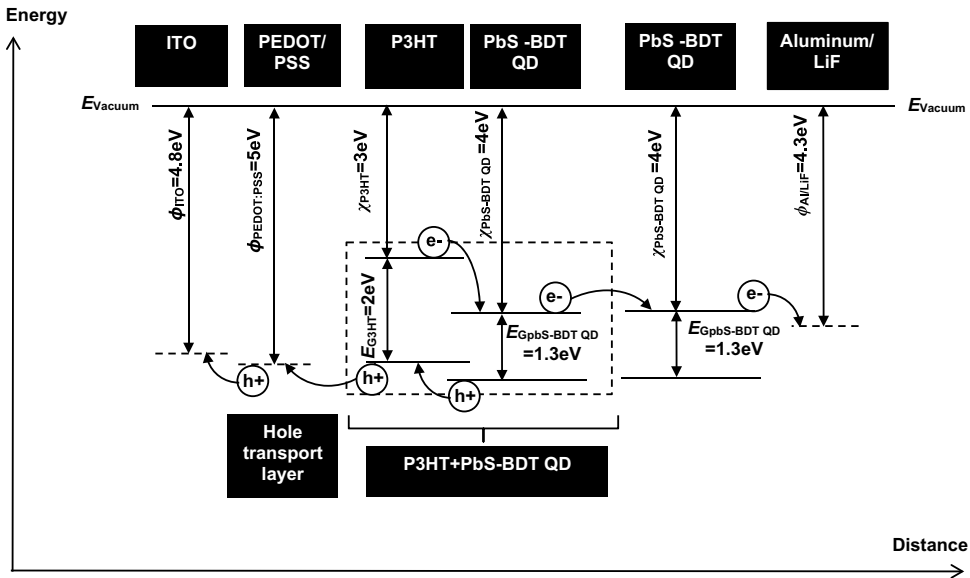 Energy
ITO
PEDOT/
PSS
P3HT
PbS -BDT
QD
PbS -BDT
QD
Aluminum/
LiF
EVacuum
EVacuum
ϕITO=4.8eV
ϕPEDOT:PSS=5eV
χP3HT=3eV
χPbS-BDT QD=4eV
χPbS-BDT QD=4eV
ϕAl/LiF=4.3eV
e-
e-
e-
EG3HT=2eV
EGpbS-BDT QD
=1.3eV
EGpbS-BDT QD
=1.3eV
h+
h+
h+
Hole
transport
layer
P3HT+PbS-BDT QD
Distance